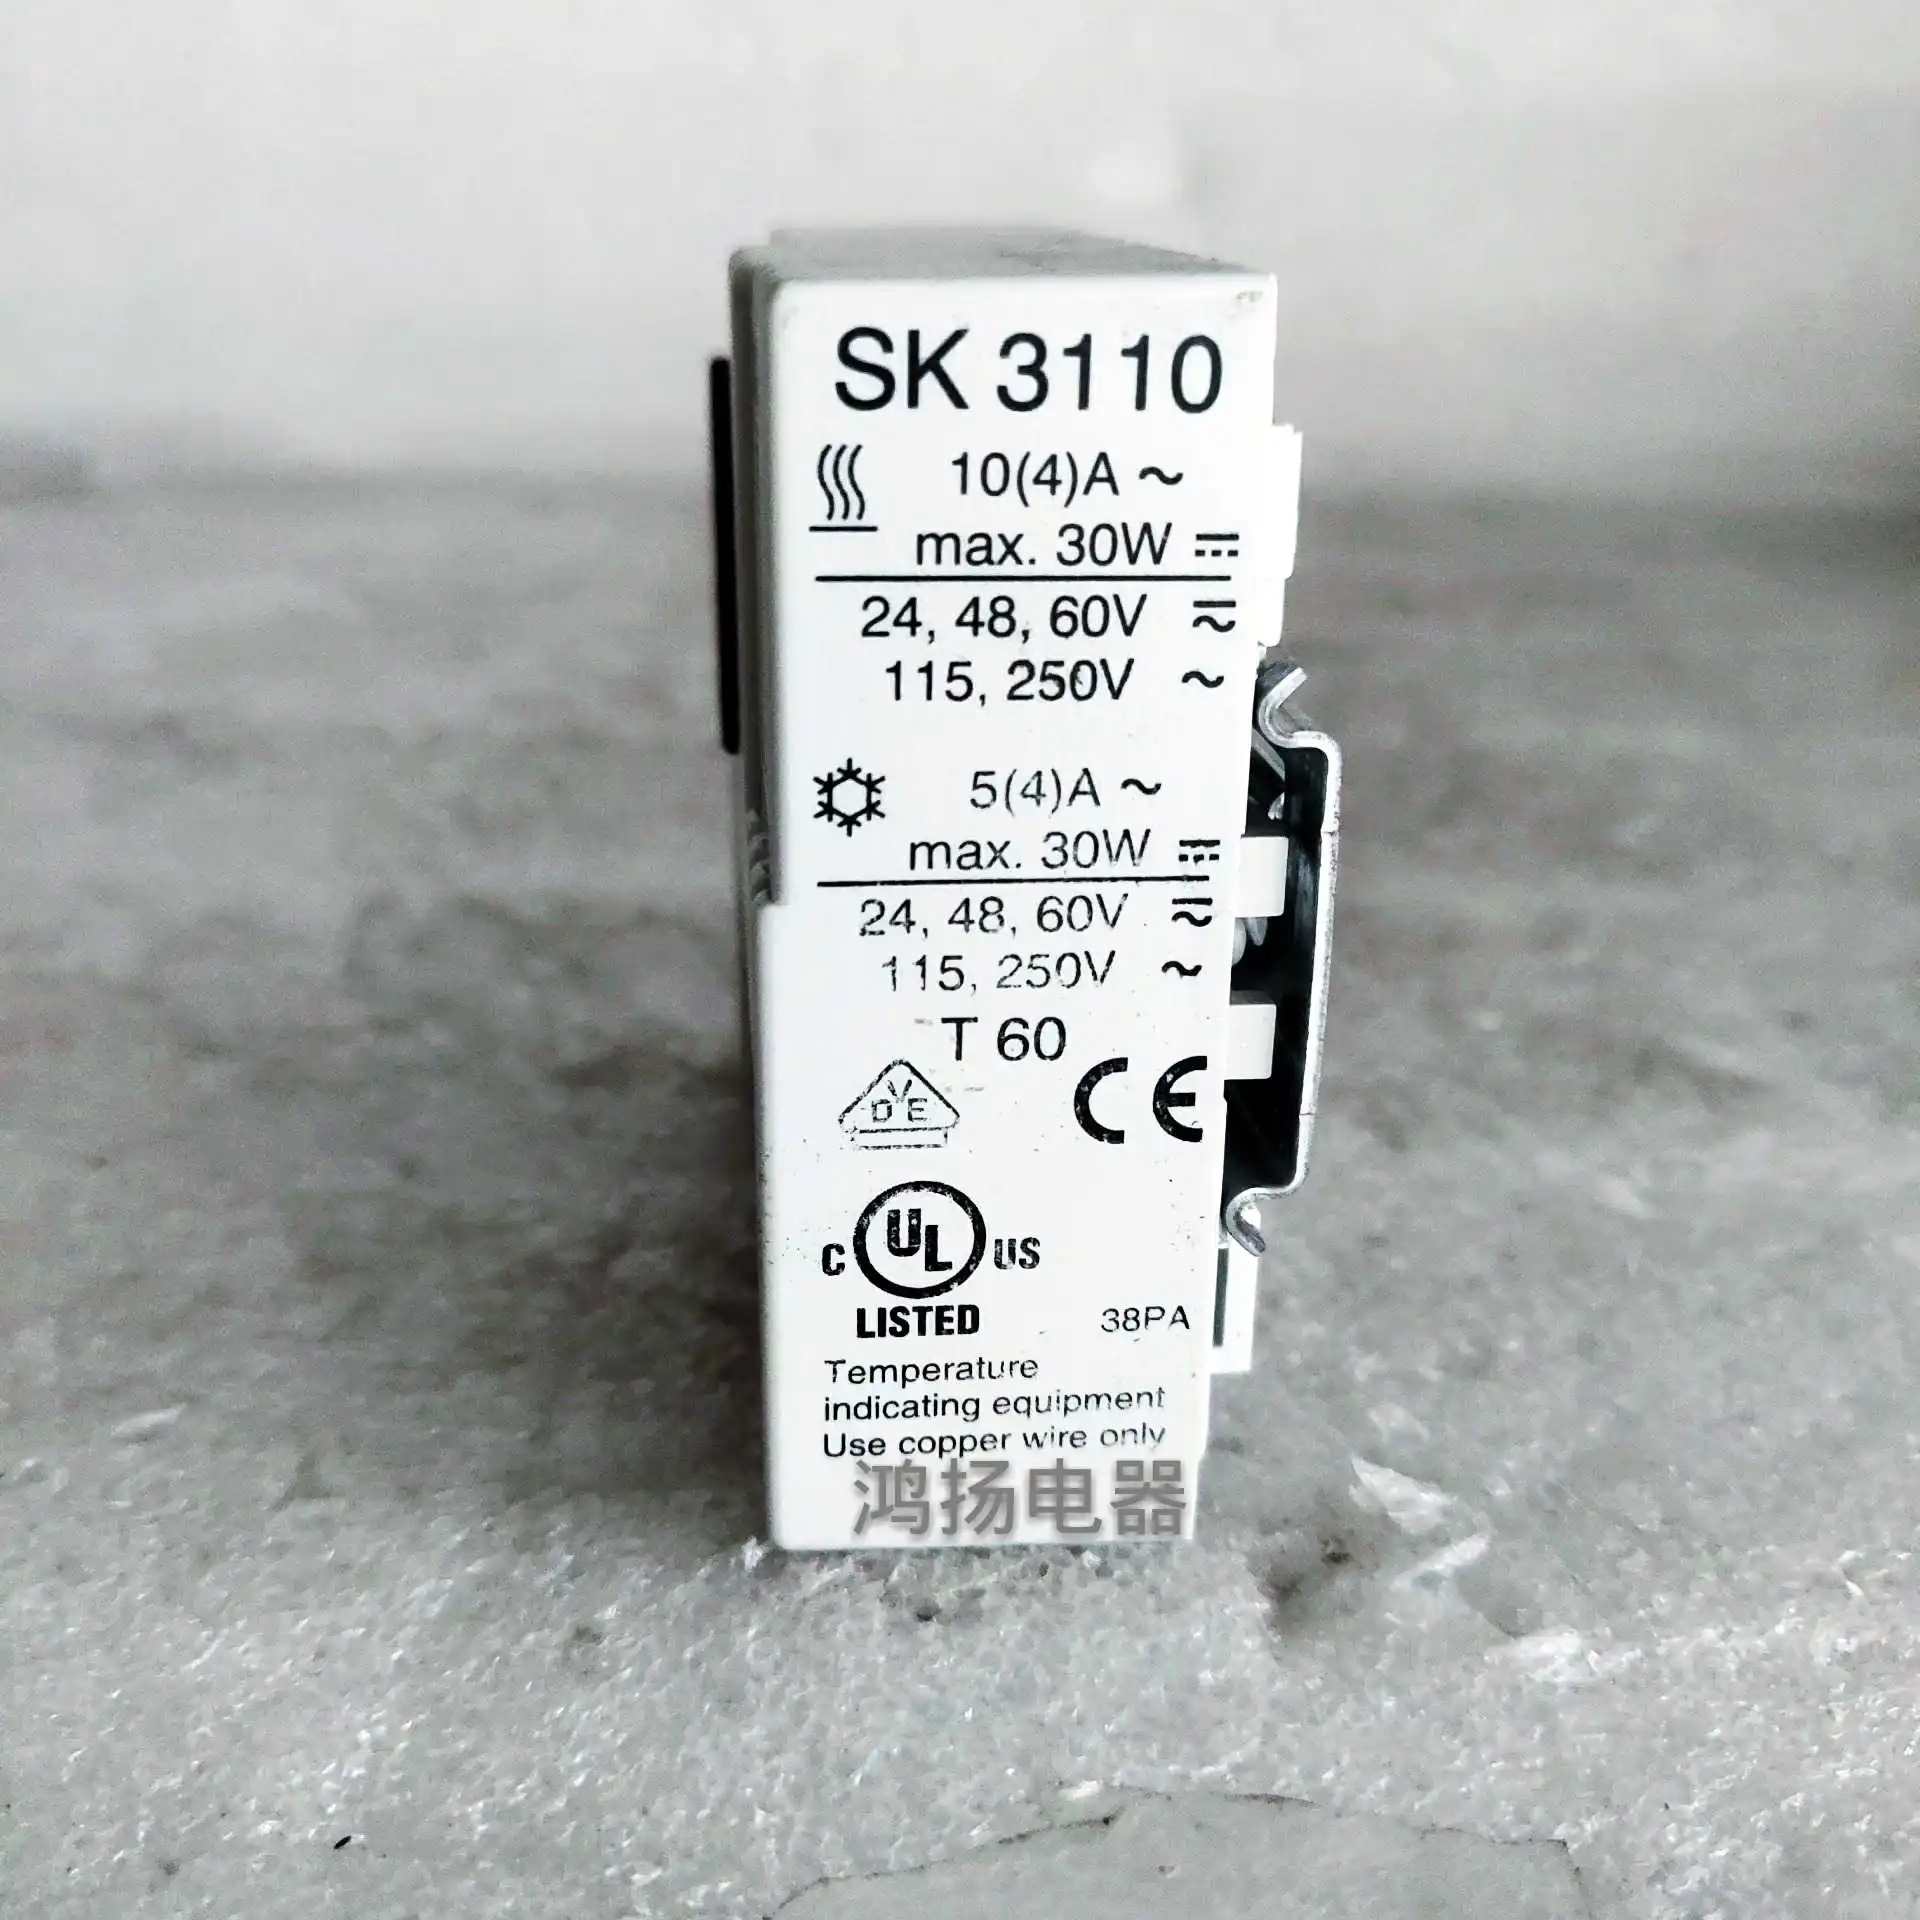 SK 3110
10(4)A ~
max. 30W ⎓
24, 48, 60V ⎓ ~
115, 250V ~
5(4)A ~
max. 30W ⎓
24, 48, 60V ⎓ ~
115, 250V ~
T 60
DVE
CE
C UL US
LISTED 38PA
Temperature
indicating equipment
Use copper wire only
鸿扬电器